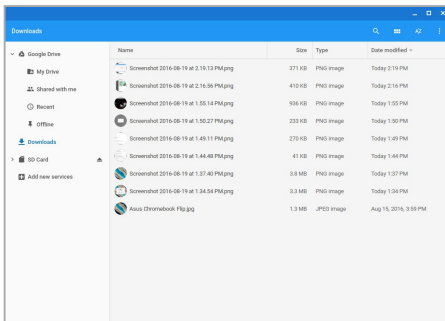 Downloads
Google Drive
My Drive
Shared with me
Recent
Offline
Downloads
SD Card
Add new services
Name Size Type Date modified
Screenshot 2016-08-19 at 2.19.13 PM.png 371 KB PNG image Today 2:19 PM
Screenshot 2016-08-19 at 2.16.56 PM.png 410 KB PNG image Today 2:16 PM
Screenshot 2016-08-19 at 1.55.14 PM.png 936 KB PNG image Today 1:55 PM
Screenshot 2016-08-19 at 1.50.27 PM.png 233 KB PNG image Today 1:50 PM
Screenshot 2016-08-19 at 1.49.11 PM.png 270 KB PNG image Today 1:49 PM
Screenshot 2016-08-19 at 1.44.48 PM.png 41 KB PNG image Today 1:44 PM
Screenshot 2016-08-19 at 1.37.40 PM.png 3.8 MB PNG image Today 1:37 PM
Screenshot 2016-08-19 at 1.34.54 PM.png 3.3 MB PNG image Today 1:34 PM
Asus Chromebook Flip.jpg 1.3 MB JPEG image Aug 15, 2016, 3:59 PM